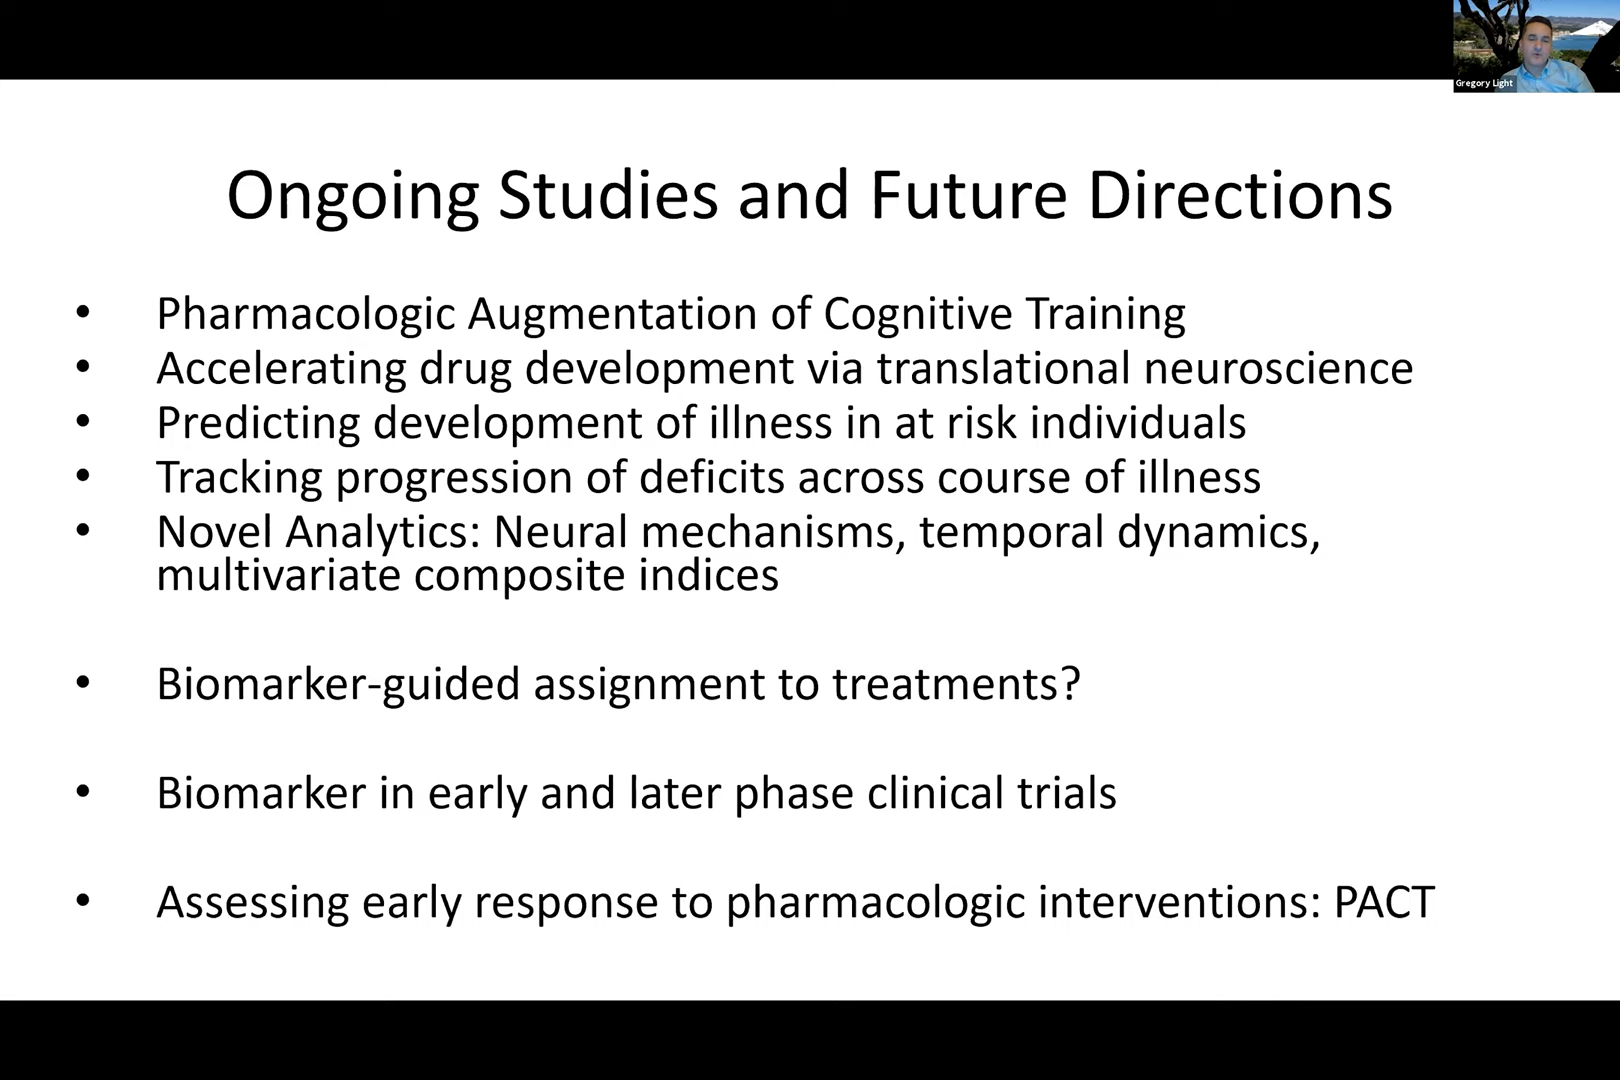 Gregory Light
Ongoing Studies and Future Directions
• Pharmacologic Augmentation of Cognitive Training
• Accelerating drug development via translational neuroscience
• Predicting development of illness in at risk individuals
• Tracking progression of deficits across course of illness
• Novel Analytics: Neural mechanisms, temporal dynamics,
multivariate composite indices
• Biomarker-guided assignment to treatments?
• Biomarker in early and later phase clinical trials
• Assessing early response to pharmacologic interventions: PACT